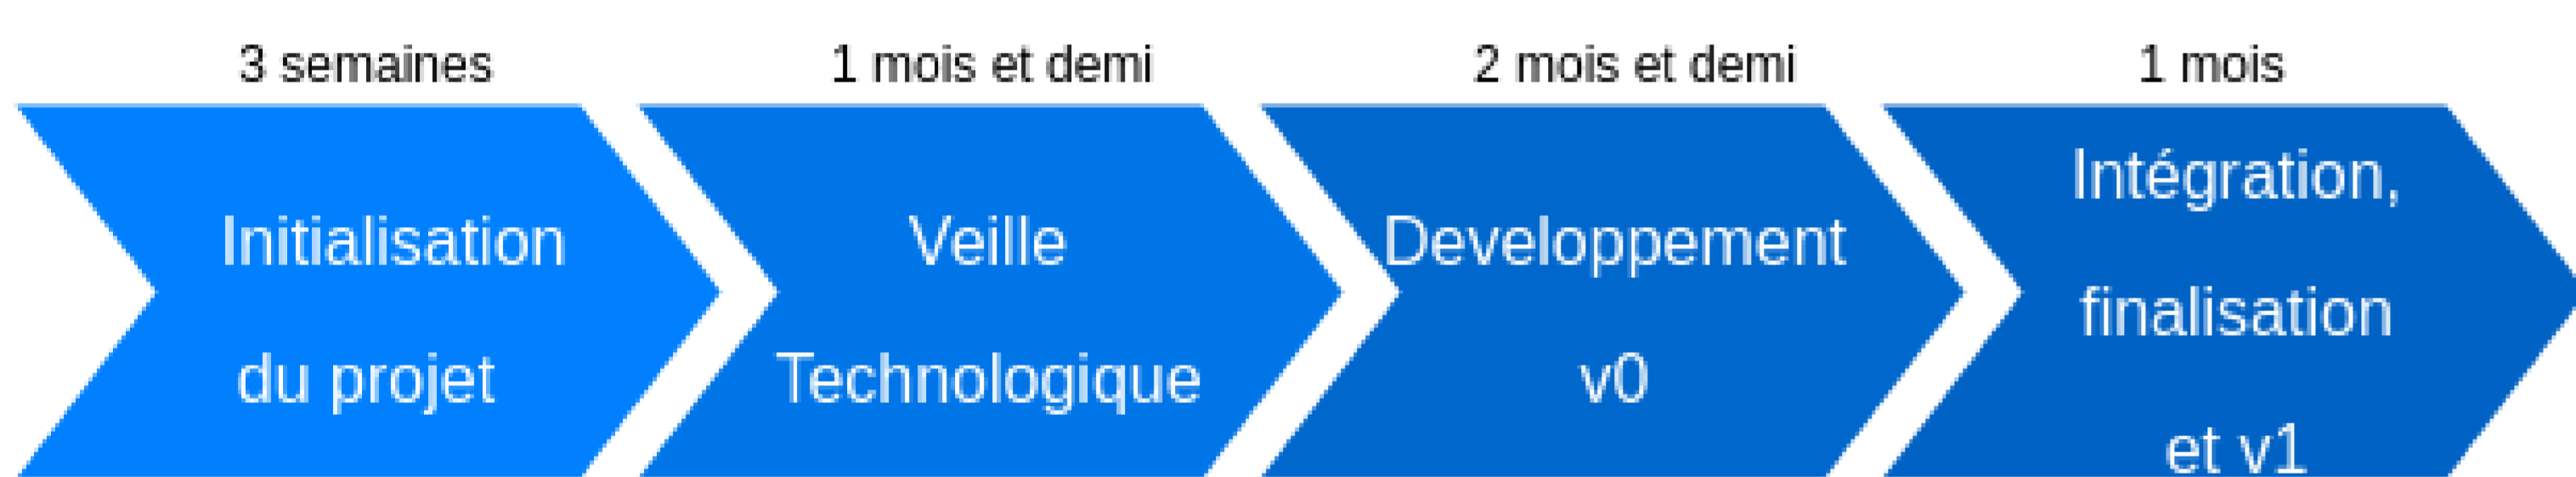 3 semaines
1 mois et demi
2 mois et demi
1 mois
Initialisation
du projet
Veille
Technologique
Developpement
v0
Intégration,
finalisation
et v1